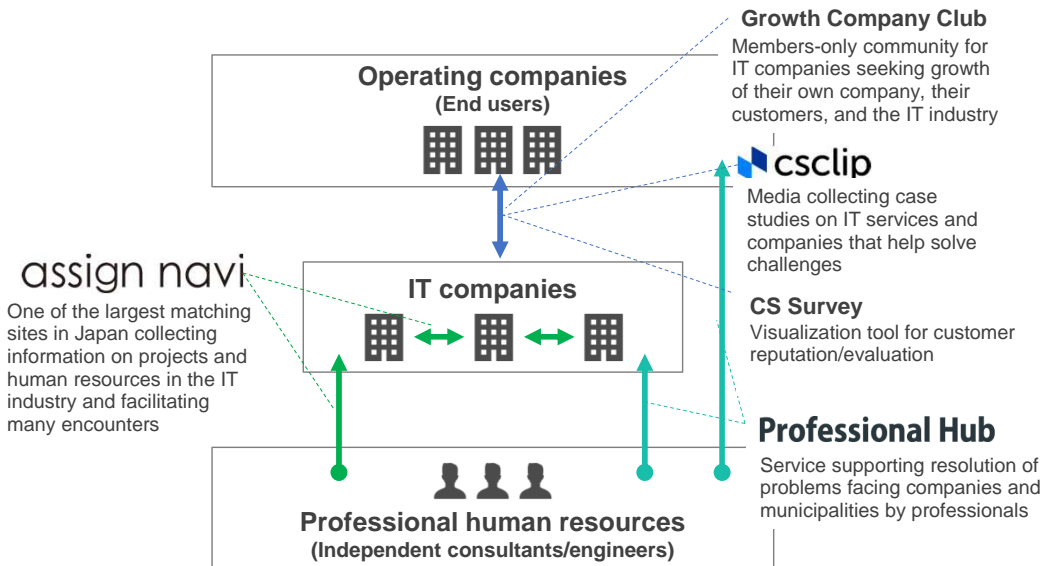 Growth Company Club
Members-only community for
IT companies seeking growth
of their own company, their
customers, and the IT industry
Operating companies
(End users)
csclip
Media collecting case
studies on IT services and
companies that help solve
challenges
assign navi
One of the largest matching
sites in Japan collecting
information on projects and
human resources in the IT
industry and facilitating
many encounters
IT companies
CS Survey
Visualization tool for customer
reputation/evaluation
Professional Hub
Service supporting resolution of
problems facing companies and
municipalities by professionals
Professional human resources
(Independent consultants/engineers)